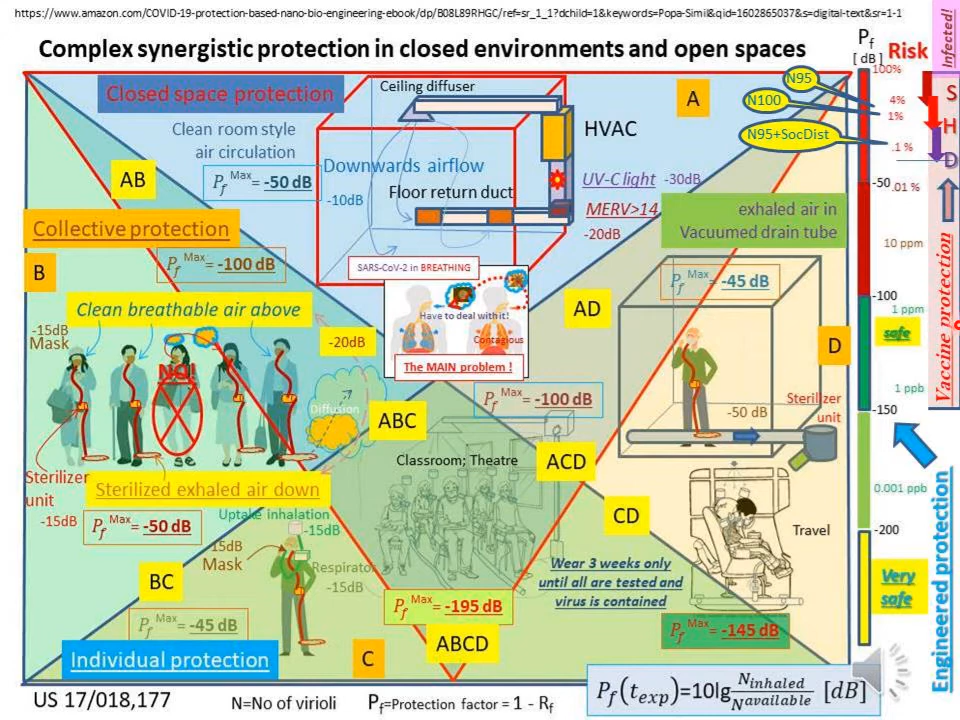 https://www.amazon.com/COVID-19-protection-based-nano-bio-engineering-ebook/dp/B08L89RHGC/ref=sr_1_1?dchild=1&keywords=Popa-Simil&qid=1602865037&s=digital-text&sr=1-1
Complex synergistic protection in closed environments and open spaces
Pf
[ dB ]
Risk
Infected!
Closed space protection
Ceiling diffuser
A
N95
N100
N95+SocDist
100%
4%
1%
.1 %
S
H
D
Clean room style
air circulation
HVAC
Downwards airflow
AB
Pf Max= -50 dB
-10dB
Floor return duct
UV-C light -30dB
MERV>14
-20dB
-50
.01 %
exhaled air in
Vacuumed drain tube
Collective protection
10 ppm
Pf Max= -100 dB
SARS-CoV-2 in BREATHING
B
Pf Max= -45 dB
-100
1 ppm
Clean breathable air above
Have to deal with it!
AD
safe
Vaccine protection
-15dB
Mask
-20dB
Contagious
D
NO!
The MAIN problem !
1 ppb
Pf Max= -100 dB
Diffusion
ABC
-50 dB
Sterilizer
unit
-150
Classroom; Theatre
ACD
Sterilizer
unit
Sterilized exhaled air down
0.001 ppb
-15dB
Pf Max= -50 dB
Uptake inhalation
-15dB
CD
Travel
-200
-15dB
Mask
Respirator
-15dB
Wear 3 weeks only
until all are tested and
virus is contained
BC
Very
safe
Engineered protection
Pf Max= -195 dB
Pf Max= -45 dB
Pf Max= -145 dB
ABCD
Individual protection
C
US 17/018,177
N=No of virioli
Pf=Protection factor = 1 - Rf
Pf(texp)=10lg Ninhaled/Navailable [dB]